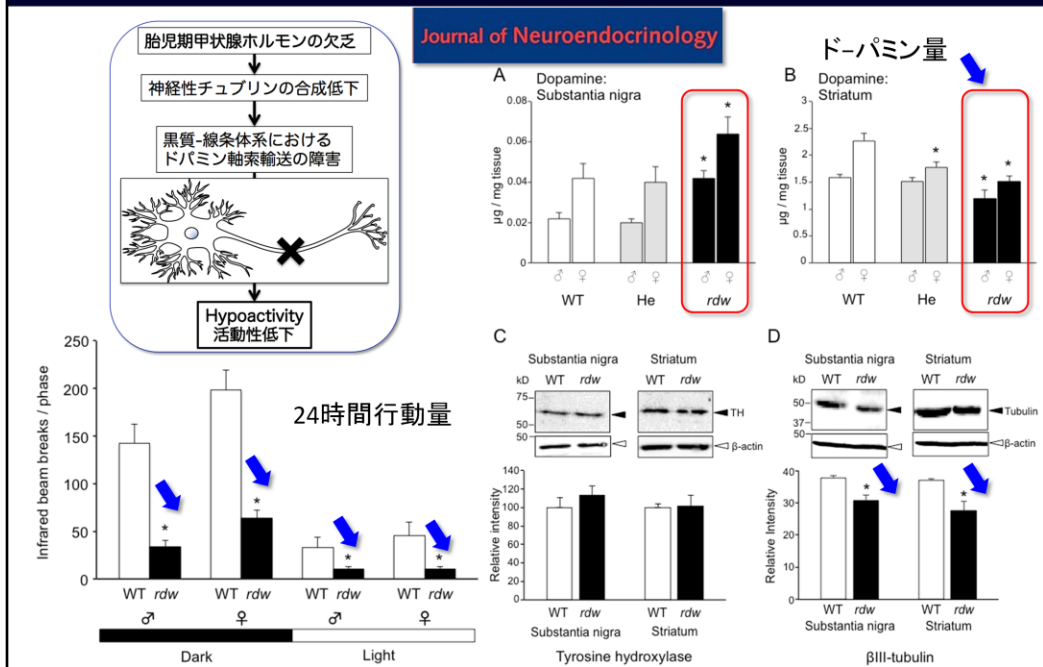 Journal of Neuroendocrinology
胎児期甲状腺ホルモンの欠乏
神経性チュブリンの合成低下
黒質-線条体系における
ドパミン軸索輸送の障害
Hypoactivity
活動性低下
ド-パミン量
A
Dopamine:
Substantia nigra
µg / mg tissue
0.08
0.06
0.04
0.02
0
* *
♂ ♀ ♂ ♀ ♂ ♀
WT He rdw
B
Dopamine:
Striatum
µg / mg tissue
3
2.5
2
1.5
1
0.5
0
* * *
♂ ♀ ♂ ♀ ♂ ♀
WT He rdw
24時間行動量
Infrared beam breaks / phase
250
200
150
100
50
0
* * * *
WT rdw WT rdw WT rdw WT rdw
♂ ♀ ♂ ♀
Dark Light
C
Substantia nigra Striatum
kD WT rdw WT rdw
75
50
TH
50
β-actin
Relative intensity
140
120
100
80
60
40
20
0
WT rdw WT rdw
Substantia nigra Striatum
Tyrosine hydroxylase
D
Substantia nigra Striatum
kD WT rdw WT rdw
50
37
Tubulin
50
β-actin
Relative Intensity
40
30
20
10
0
* *
WT rdw WT rdw
Substantia nigra Striatum
βIII-tubulin